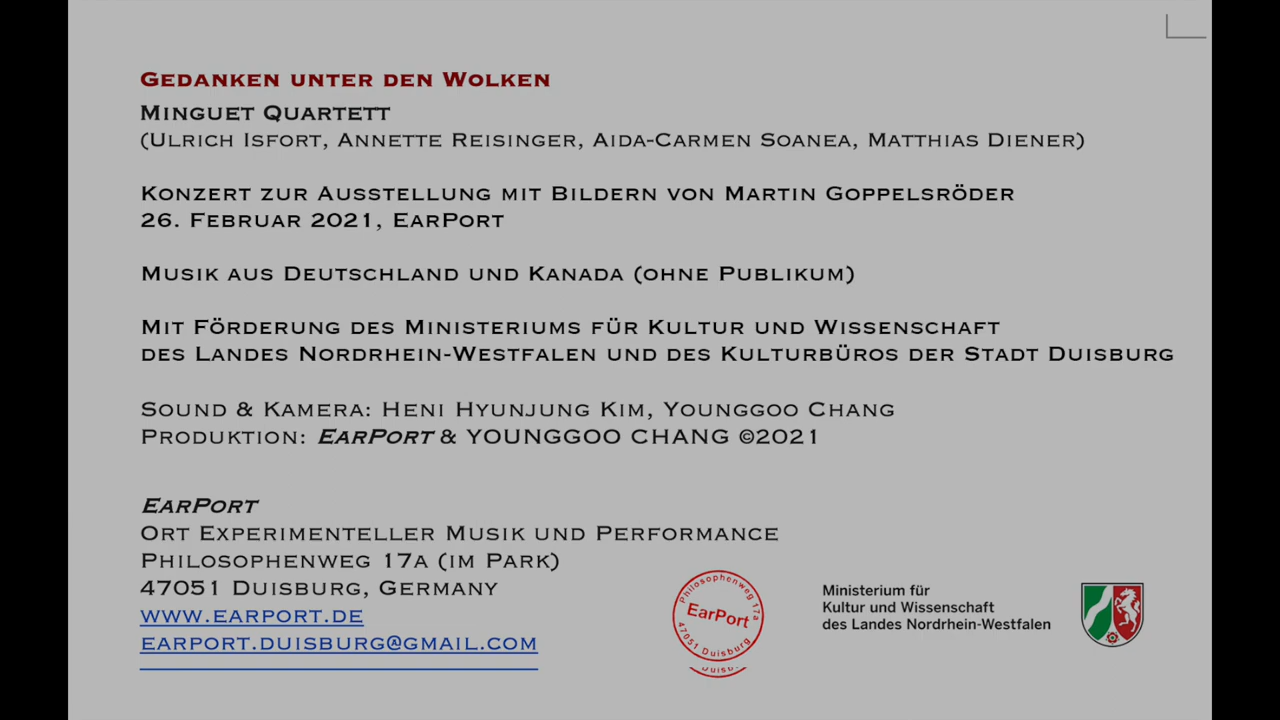 GEDANKEN UNTER DEN WOLKEN
MINGUET QUARTETT
(ULRICH ISFORT, ANNETTE REISINGER, AIDA-CARMEN SOANEA, MATTHIAS DIENER)
KONZERT ZUR AUSSTELLUNG MIT BILDERN VON MARTIN GOPPELSRÖDER
26. FEBRUAR 2021, EARPORT
MUSIK AUS DEUTSCHLAND UND KANADA (OHNE PUBLIKUM)
MIT FÖRDERUNG DES MINISTERIUMS FÜR KULTUR UND WISSENSCHAFT
DES LANDES NORDRHEIN-WESTFALEN UND DES KULTURBÜROS DER STADT DUISBURG
SOUND & KAMERA: HENI HYUNJUNG KIM, YOUNGGOO CHANG
PRODUKTION: EARPORT & YOUNGGOO CHANG ©2021
EARPORT
ORT EXPERIMENTELLER MUSIK UND PERFORMANCE
PHILOSOPHENWEG 17A (IM PARK)
47051 DUISBURG, GERMANY
WWW.EARPORT.DE
EARPORT.DUISBURG@GMAIL.COM
Philosophenweg 17a
EarPort
47051 Duisburg
Duisb
Ministerium für
Kultur und Wissenschaft
des Landes Nordrhein-Westfalen